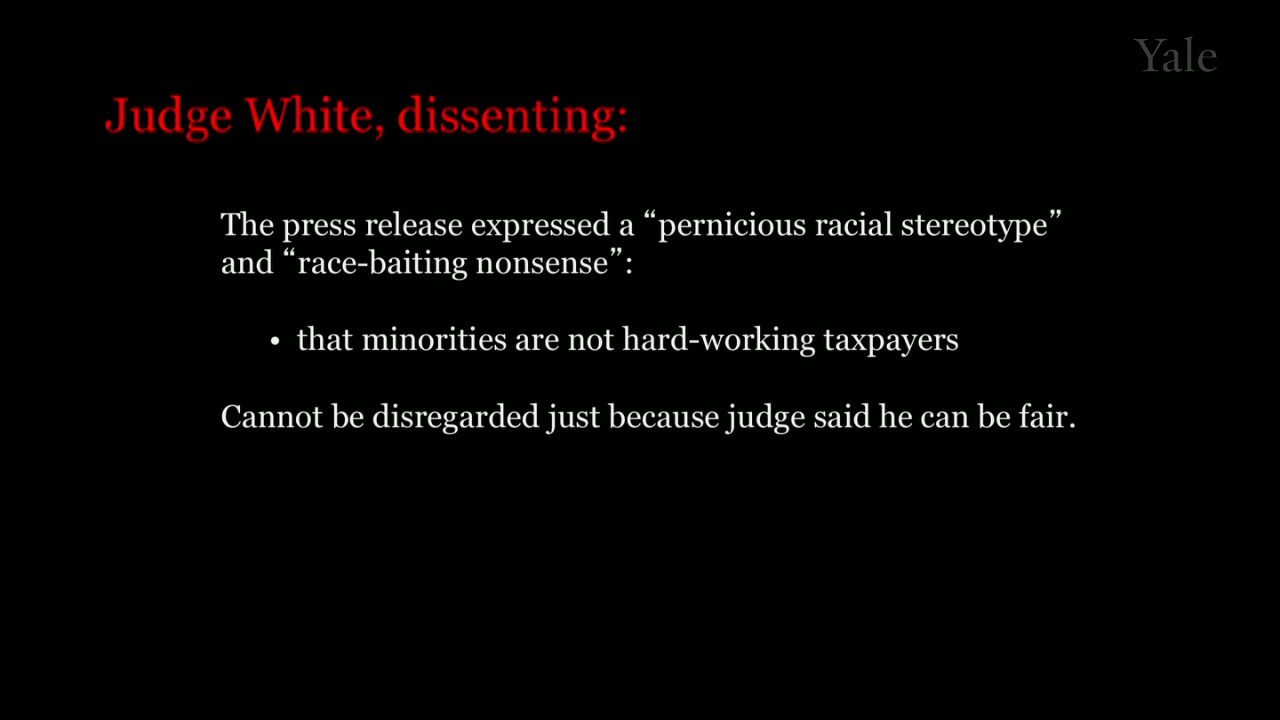 Yale
Judge White, dissenting:
The press release expressed a “pernicious racial stereotype”
and “race-baiting nonsense”:
• that minorities are not hard-working taxpayers
Cannot be disregarded just because judge said he can be fair.